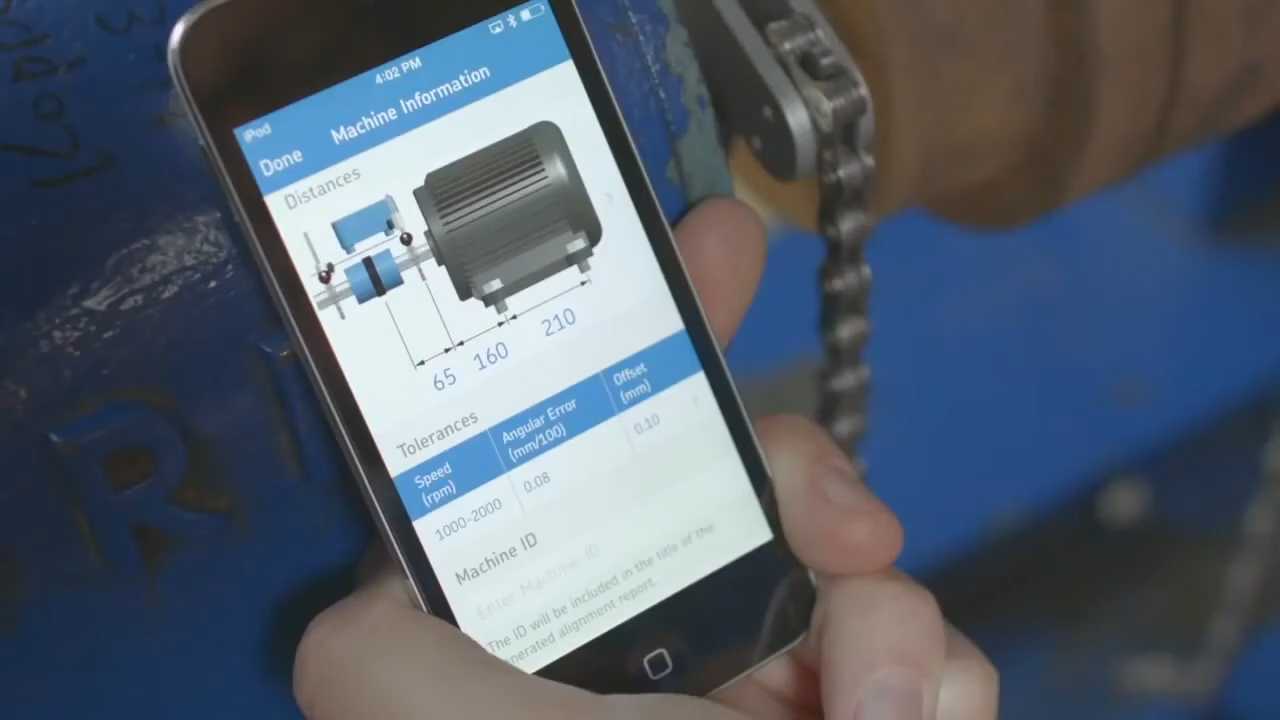 iPod
4:02 PM
Done
Machine Information
Distances
65 160 210
Tolerances
Speed (rpm)
Angular Error (mm/100)
Offset (mm)
1000-2000
0.08
0.10
Machine ID
Enter Machine ID
The ID will be included in the title of the
generated alignment report.
R